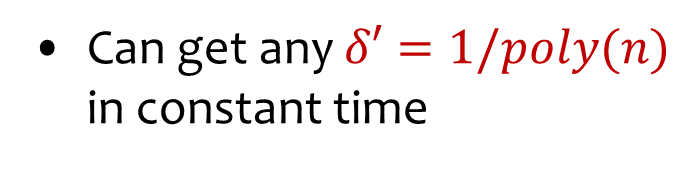 • Can get any δ′ = 1/poly(n)
in constant time